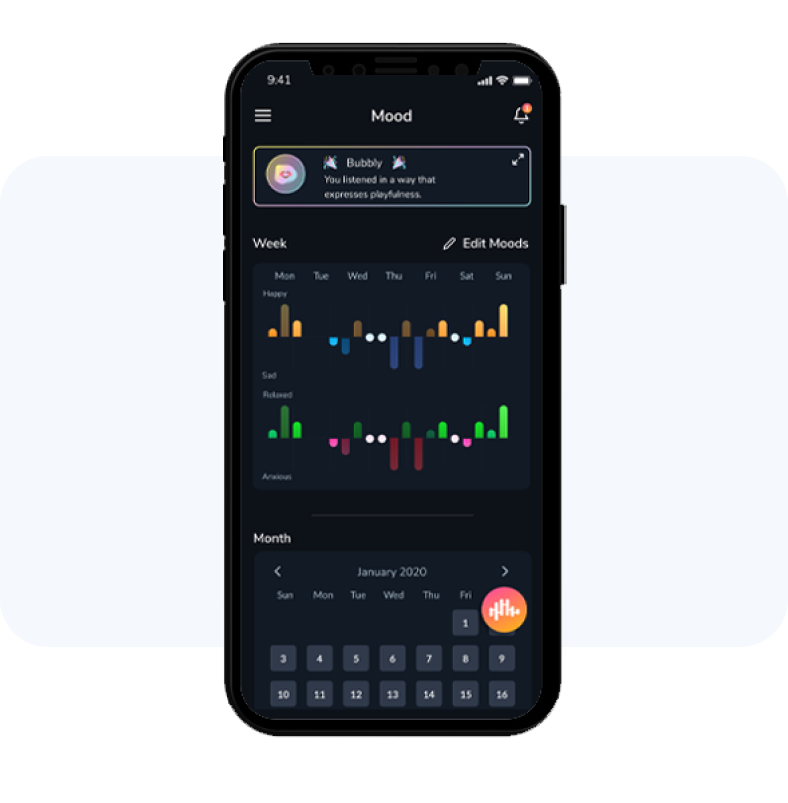 9:41
1
Mood
Bubbly
You listened in a way that
expresses playfulness.
Week
Edit Moods
Mon Tue Wed Thu Fri Sat Sun
Happy
Sad
Relaxed
Anxious
Month
January 2020
Sun Mon Tue Wed Thu Fri
1
3 4 5 6 7 8 9
10 11 12 13 14 15 16